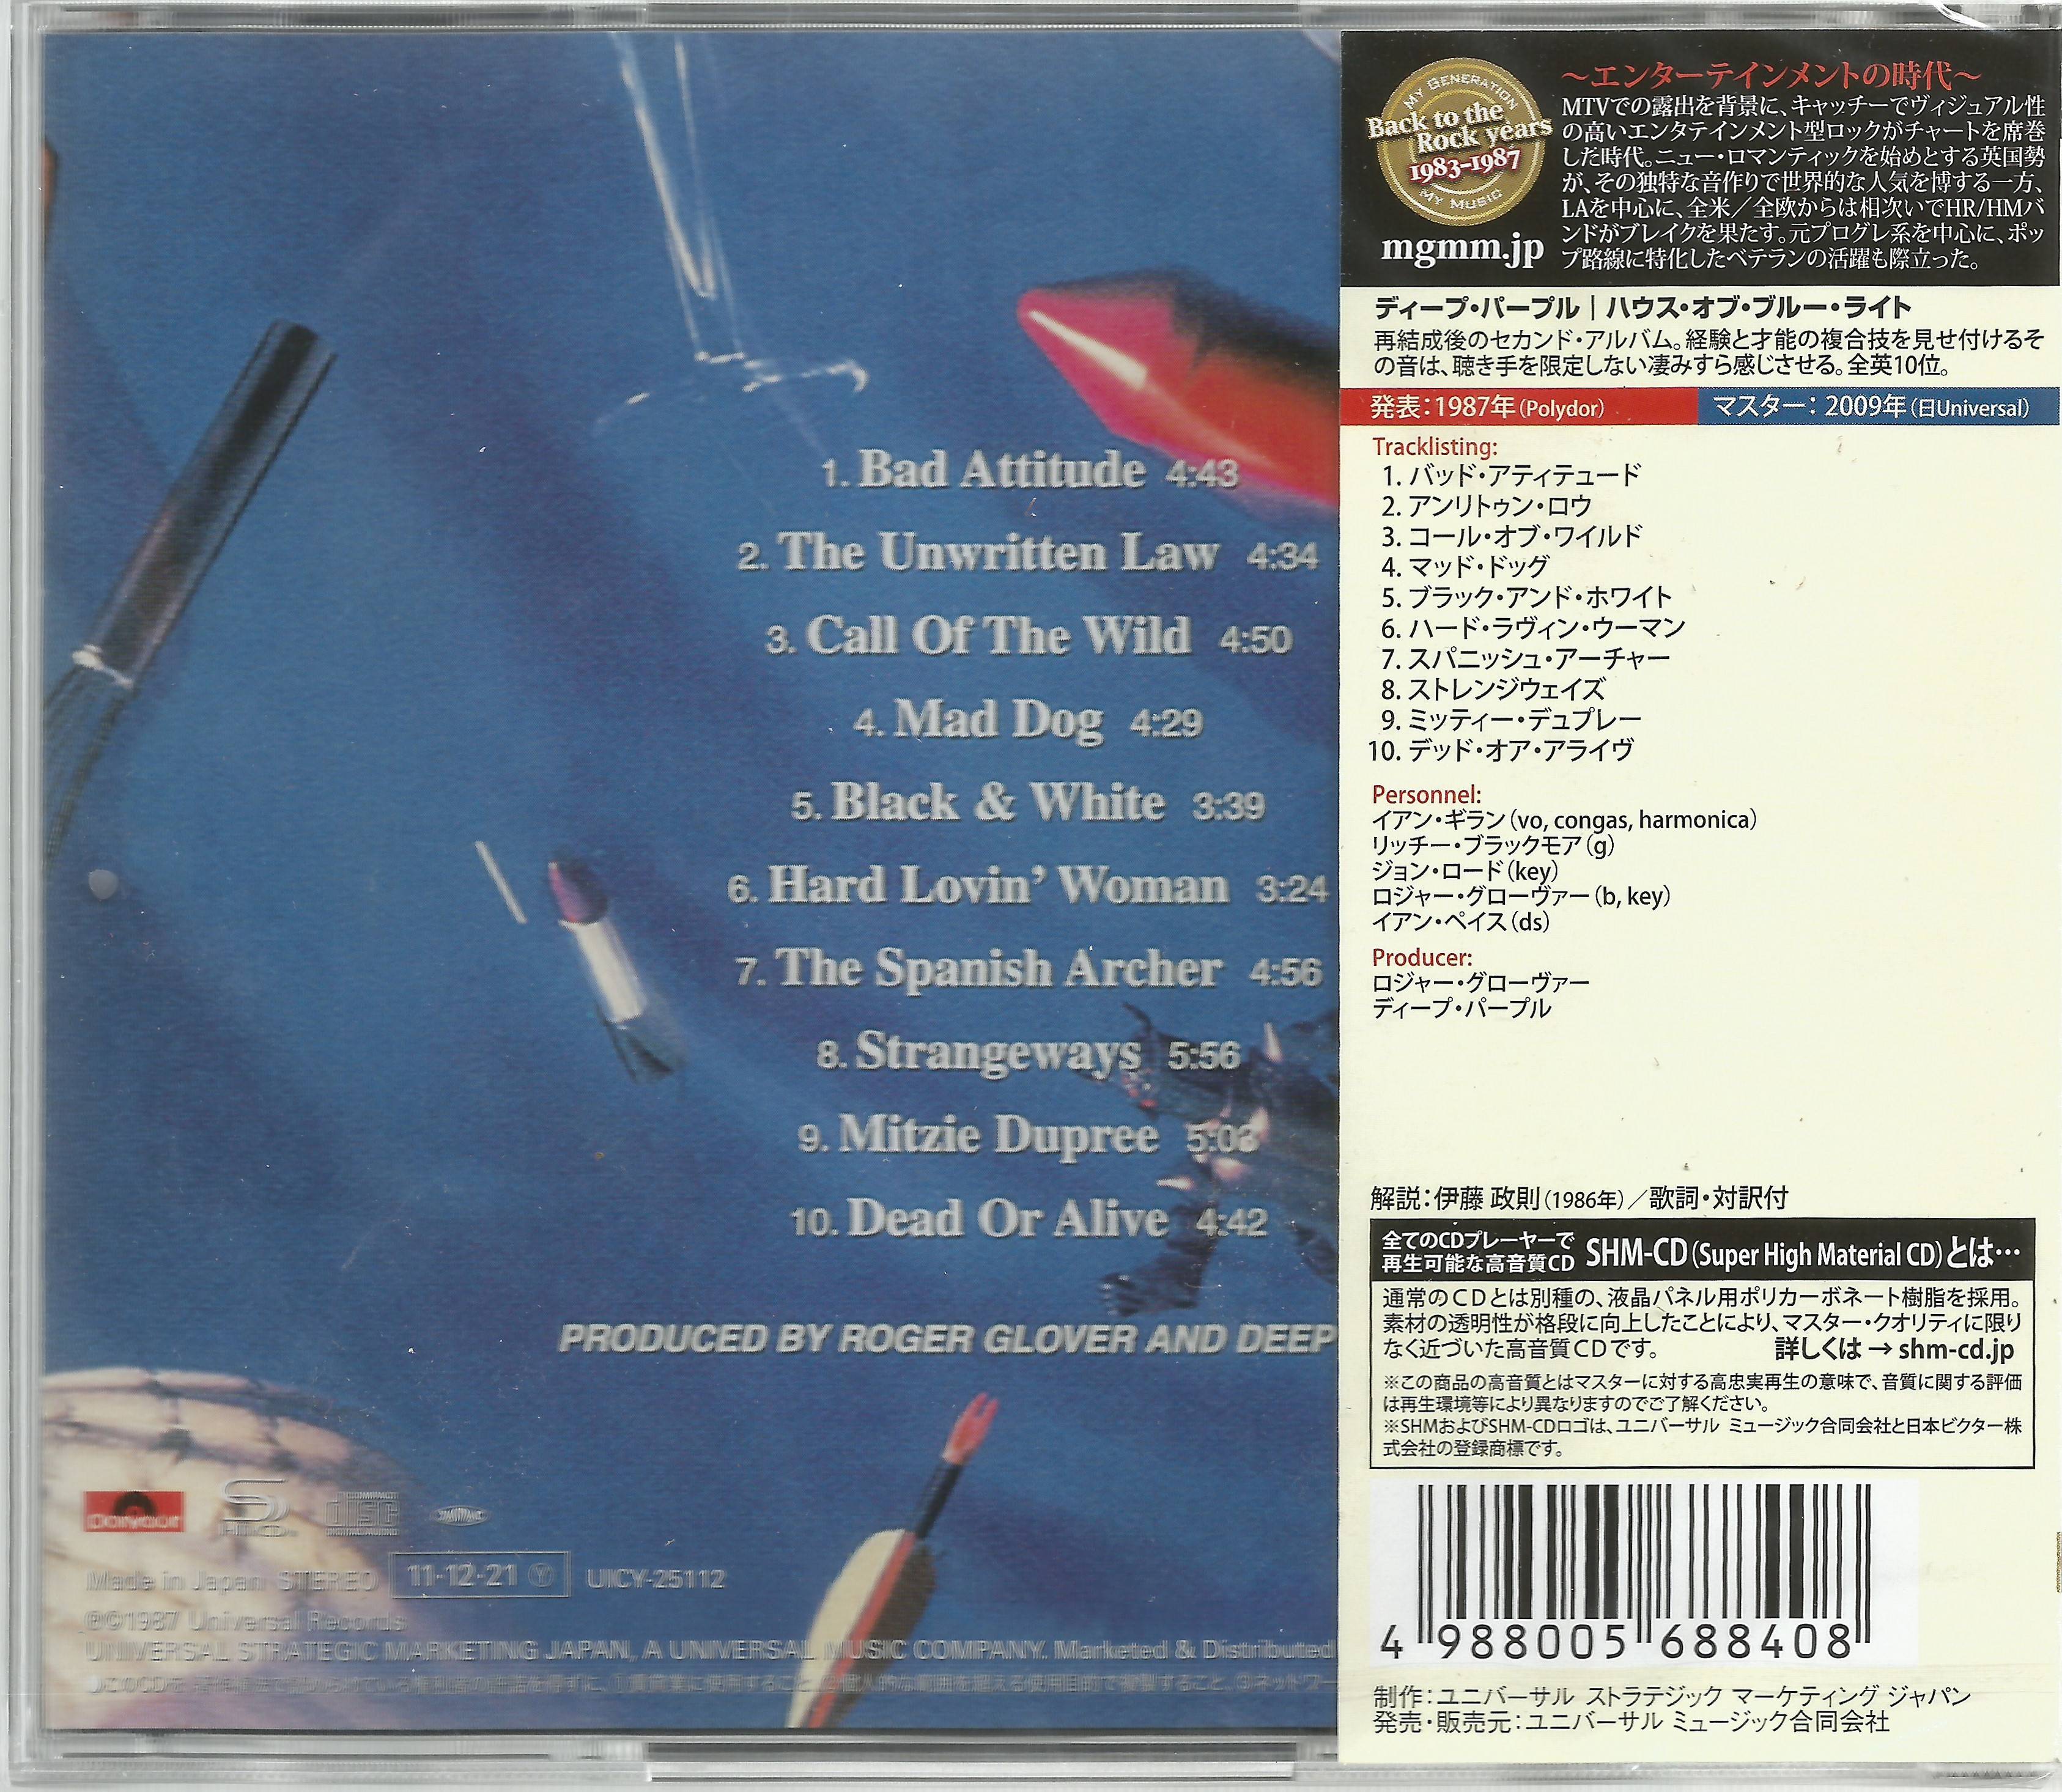 1. Bad Attitude 4:43
2. The Unwritten Law 4:34
3. Call Of The Wild 4:50
4. Mad Dog 4:29
5. Black & White 3:39
6. Hard Lovin' Woman 3:24
7. The Spanish Archer 4:56
8. Strangeways 5:56
9. Mitzie Dupree 5:03
10. Dead Or Alive 4:42
PRODUCED BY ROGER GLOVER AND DEEP
Polydor
Made in Japan STEREO 11·12·21 Ⓨ UICY-25112
℗©1987 Universal Records
UNIVERSAL STRATEGIC MARKETING JAPAN, A UNIVERSAL MUSIC COMPANY. Marketed & Distributed
MY GENERATION
Back to the
Rock years
1983-1987
MY MUSIC
mgmm.jp
〜エンターテインメントの時代〜
MTVでの露出を背景に、キャッチーでヴィジュアル性
の高いエンタテインメント型ロックがチャートを席巻
した時代。ニュー・ロマンティックを始めとする英国勢
が、その独特な音作りで世界的な人気を博する一方、
LAを中心に、全米／全欧からは相次いでHR/HMバ
ンドがブレイクを果たす。元プログレ系を中心に、ポッ
プ路線に特化したベテランの活躍も際立った。
ディープ・パープル｜ハウス・オブ・ブルー・ライト
再結成後のセカンド・アルバム。経験と才能の複合技を見せ付けるそ
の音は、聴き手を限定しない凄みすら感じさせる。全英10位。
発表：1987年（Polydor） マスター：2009年（日Universal）
Tracklisting:
1. バッド・アティテュード
2. アンリトゥン・ロウ
3. コール・オブ・ワイルド
4. マッド・ドッグ
5. ブラック・アンド・ホワイト
6. ハード・ラヴィン・ウーマン
7. スパニッシュ・アーチャー
8. ストレンジウェイズ
9. ミッティー・デュプレー
10. デッド・オア・アライヴ
Personnel:
イアン・ギラン（vo, congas, harmonica）
リッチー・ブラックモア（g）
ジョン・ロード（key）
ロジャー・グローヴァー（b, key）
イアン・ペイス（ds）
Producer:
ロジャー・グローヴァー
ディープ・パープル
解説：伊藤 政則（1986年）／歌詞・対訳付
全てのCDプレーヤーで
再生可能な高音質CD SHM-CD（Super High Material CD）とは…
通常のCDとは別種の、液晶パネル用ポリカーボネート樹脂を採用。
素材の透明性が格段に向上したことにより、マスター・クオリティに限り
なく近づいた高音質CDです。 詳しくは→shm-cd.jp
※この商品の高音質とはマスターに対する高忠実再生の意味で、音質に関する評価
は再生環境等により異なりますのでご了解ください。
※SHMおよびSHM-CDロゴは、ユニバーサル ミュージック合同会社と日本ビクター株
式会社の登録商標です。
4 988005 688408
制作：ユニバーサル ストラテジック マーケティング ジャパン
発売・販売元：ユニバーサル ミュージック合同会社